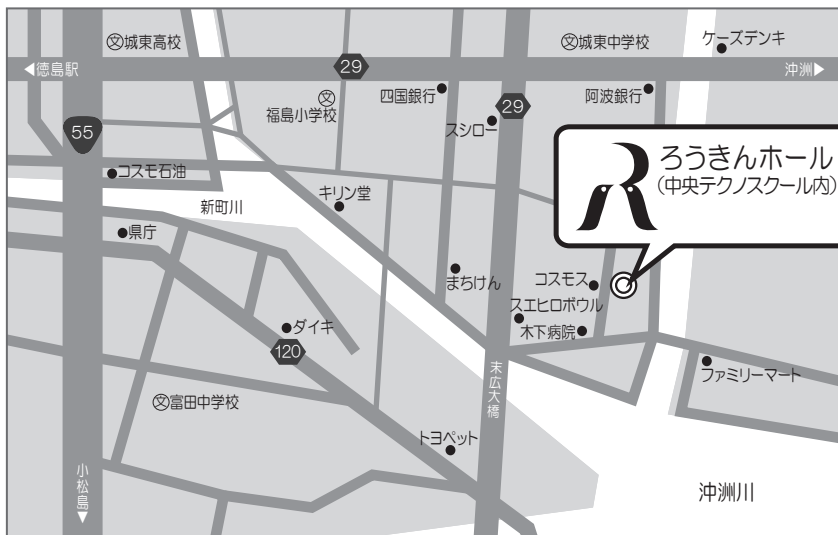 ㊛城東高校
㊛城東中学校
ケーズデンキ
◀徳島駅
29
沖洲▶
㊛
福島小学校
四国銀行
スシロー
29
阿波銀行
55
コスモ石油
ろうきんホール
(中央テクノスクール内)
新町川
キリン堂
県庁
まちけん
コスモス
スエヒロボウル
木下病院
ダイキ
120
末広大橋
ファミリーマート
㊛富田中学校
トヨペット
小松島▼
沖洲川